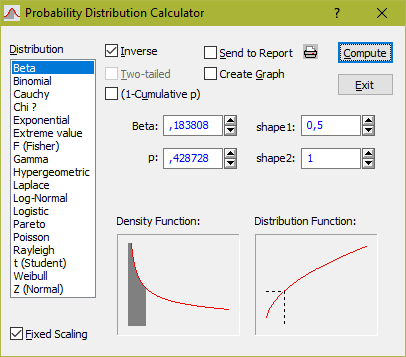 Probability Distribution Calculator
?
Distribution
Beta
Binomial
Cauchy
Chi ?
Exponential
Extreme value
F (Fisher)
Gamma
Hypergeometric
Laplace
Log-Normal
Logistic
Pareto
Poisson
Rayleigh
t (Student)
Weibull
Z (Normal)
Fixed Scaling
Inverse
Two-tailed
(1-Cumulative p)
Send to Report
Create Graph
Compute
Exit
Beta: ,183808 shape1: 0,5
p: ,428728 shape2: 1
Density Function: Distribution Function: